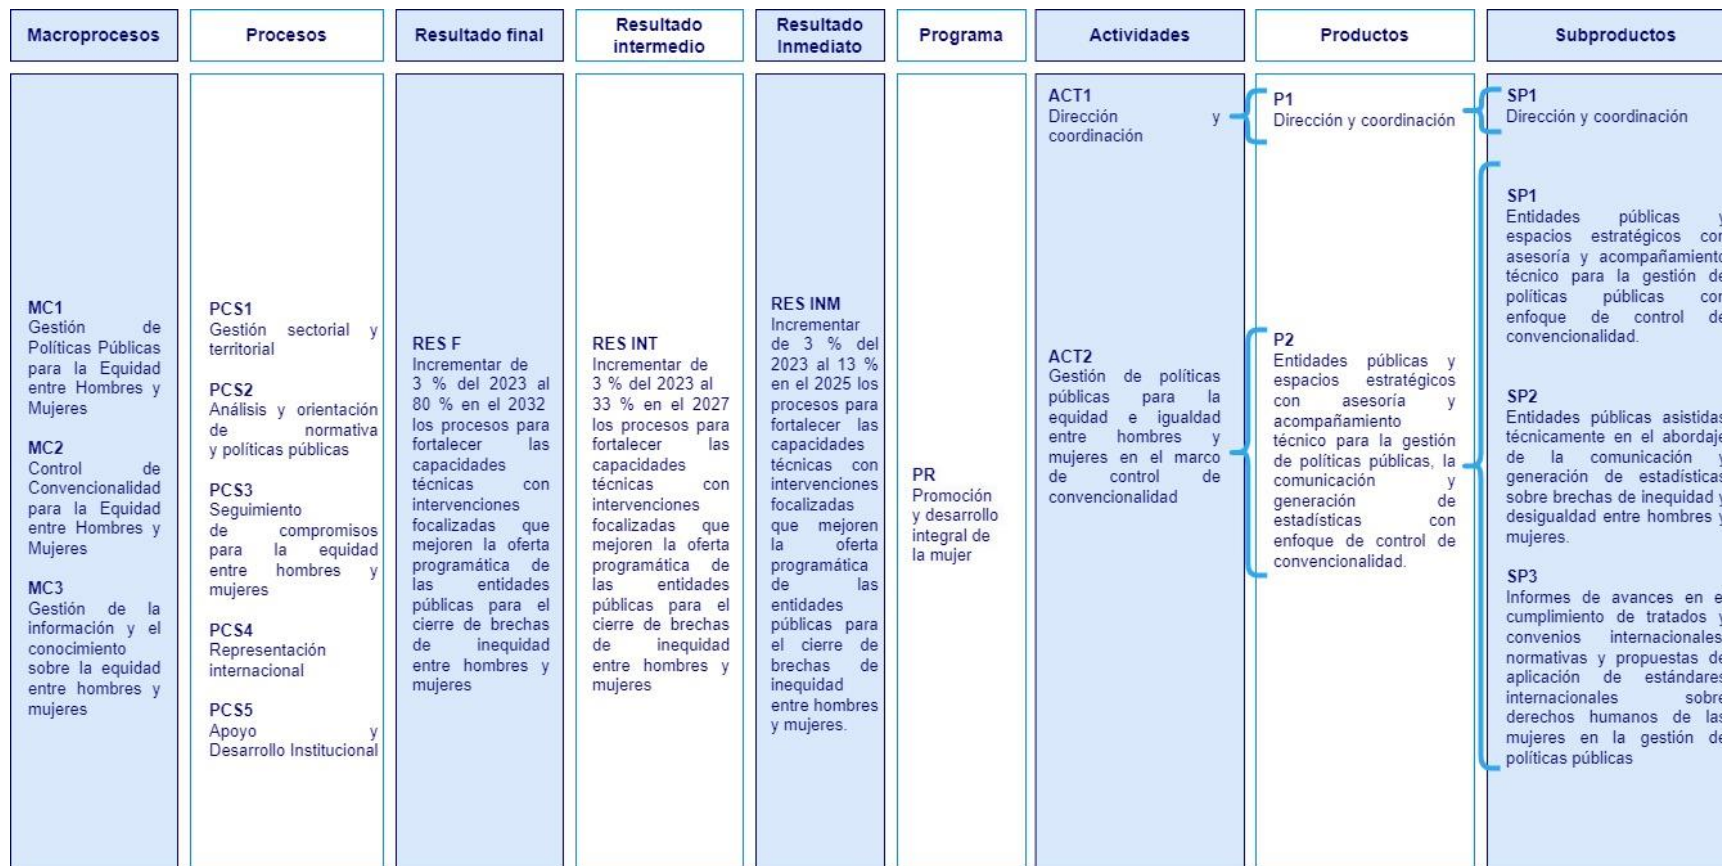 Macroprocesos
Procesos
Resultado final
Resultado
intermedio
Resultado
Inmediato
Programa
Actividades
Productos
Subproductos
MC1
Gestión de
Políticas Públicas
para la Equidad
entre Hombres y
Mujeres
MC2
Control de
Convencionalidad
para la Equidad
entre Hombres y
Mujeres
MC3
Gestión de la
información y el
conocimiento
sobre la equidad
entre hombres y
mujeres
PCS1
Gestión sectorial y
territorial
PCS2
Análisis y orientación
de normativa
y políticas públicas
PCS3
Seguimiento
de compromisos
para la equidad
entre hombres y
mujeres
PCS4
Representación
internacional
PCS5
Apoyo y
Desarrollo Institucional
RES F
Incrementar de
3 % del 2023 al
80 % en el 2032
los procesos para
fortalecer las
capacidades
técnicas con
intervenciones
focalizadas que
mejoren la oferta
programática de
las entidades
públicas para el
cierre de brechas
de inequidad
entre hombres y
mujeres
RES INT
Incrementar de
3 % del 2023 al
33 % en el 2027
los procesos para
fortalecer las
capacidades
técnicas con
intervenciones
focalizadas que
mejoren la oferta
programática de
las entidades
públicas para el
cierre de brechas
de inequidad
entre hombres y
mujeres
RES INM
Incrementar
de 3 % del
2023 al 13 %
en el 2025 los
procesos para
fortalecer las
capacidades
técnicas con
intervenciones
focalizadas
que mejoren
la oferta
programática
de las
entidades
públicas para
el cierre de
brechas de
inequidad
entre hombres
y mujeres.
PR
Promoción
y desarrollo
integral de
la mujer
ACT1
Dirección y
coordinación
ACT2
Gestión de políticas
públicas para la
equidad e igualdad
entre hombres y
mujeres en el marco
de control de
convencionalidad
P1
Dirección y coordinación
P2
Entidades públicas y
espacios estratégicos
con asesoría y
acompañamiento
técnico para la gestión
de políticas públicas, la
comunicación y
generación de
estadísticas con
enfoque de control de
convencionalidad.
SP1
Dirección y coordinación
SP1
Entidades públicas y
espacios estratégicos con
asesoría y acompañamiento
técnico para la gestión de
políticas públicas con
enfoque de control de
convencionalidad.
SP2
Entidades públicas asistidas
técnicamente en el abordaje
de la comunicación y
generación de estadísticas
sobre brechas de inequidad y
desigualdad entre hombres y
mujeres.
SP3
Informes de avances en el
cumplimiento de tratados y
convenios internacionales
normativas y propuestas de
aplicación de estándares
internacionales sobre
derechos humanos de las
mujeres en la gestión de
políticas públicas